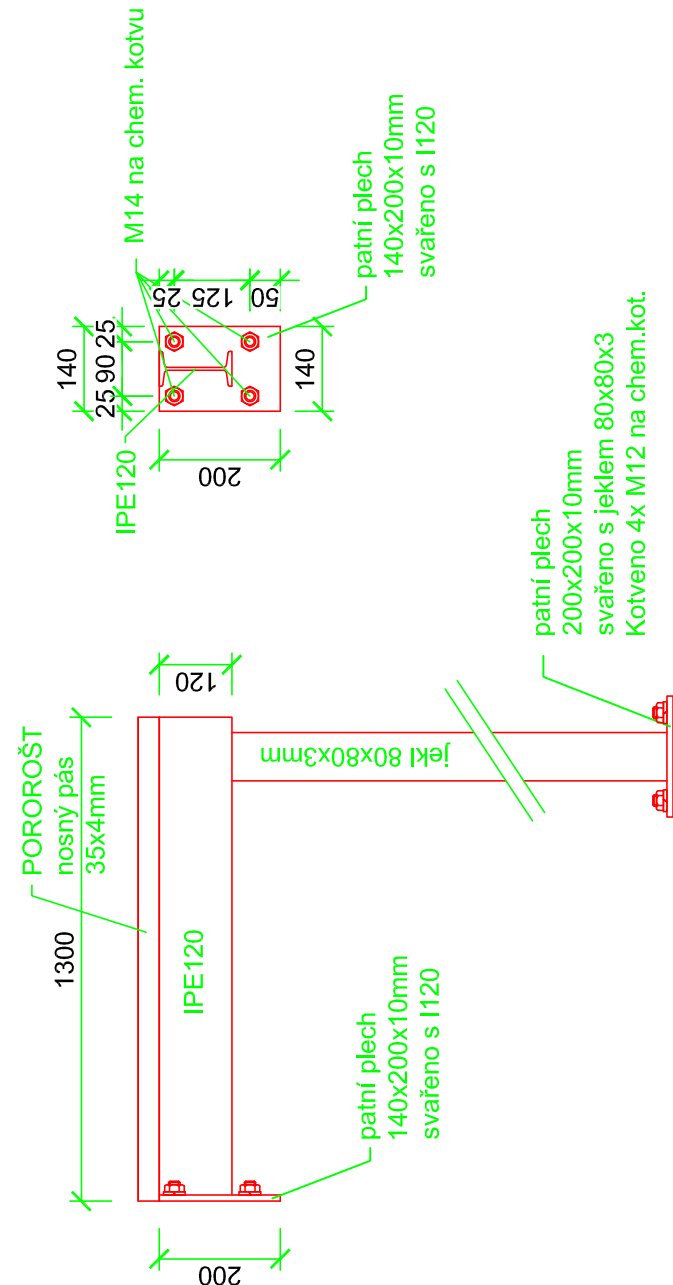 M14 na chem. kotvu
IPE120
140
25
90
25
25
125
50
200
140
patní plech
140x200x10mm
svařeno s I120
POROROŠT
nosný pás
35x4mm
1300
120
IPE120
jekl 80x80x3mm
200
patní plech
140x200x10mm
svařeno s I120
patní plech
200x200x10mm
svařeno s jeklem 80x80x3
Kotveno 4x M12 na chem.kot.